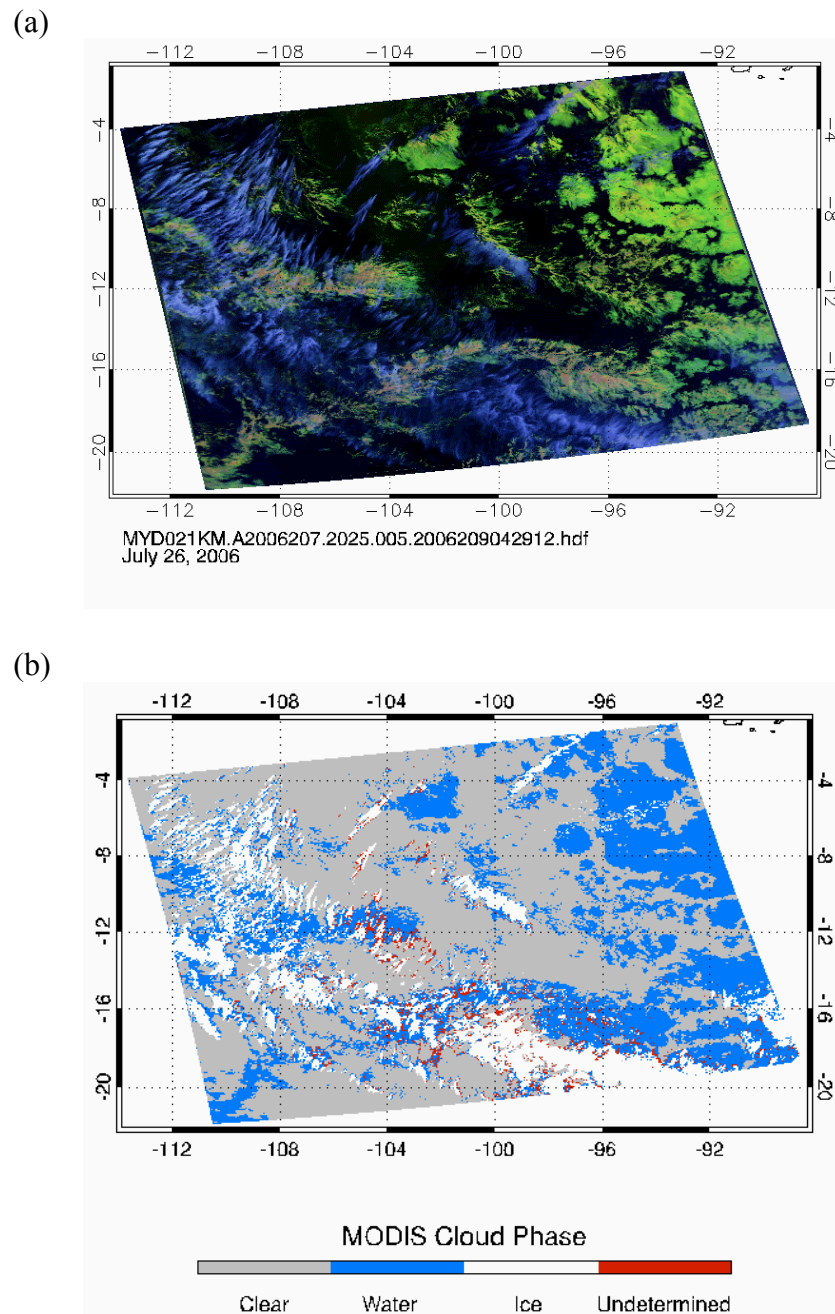 (a)
−112 −108 −104 −100 −96 −92
−4 −4
−8 −8
−12 −12
−16 −16
−20 −20
−112 −108 −104 −100 −96 −92
MYD021KM.A2006207.2025.005.2006209042912.hdf
July 26, 2006
(b)
-112 -108 -104 -100 -96 -92
-4 -4
-8 -8
-12 -12
-16 -16
-20 -20
-112 -108 -104 -100 -96 -92
MODIS Cloud Phase
Clear Water Ice Undetermined